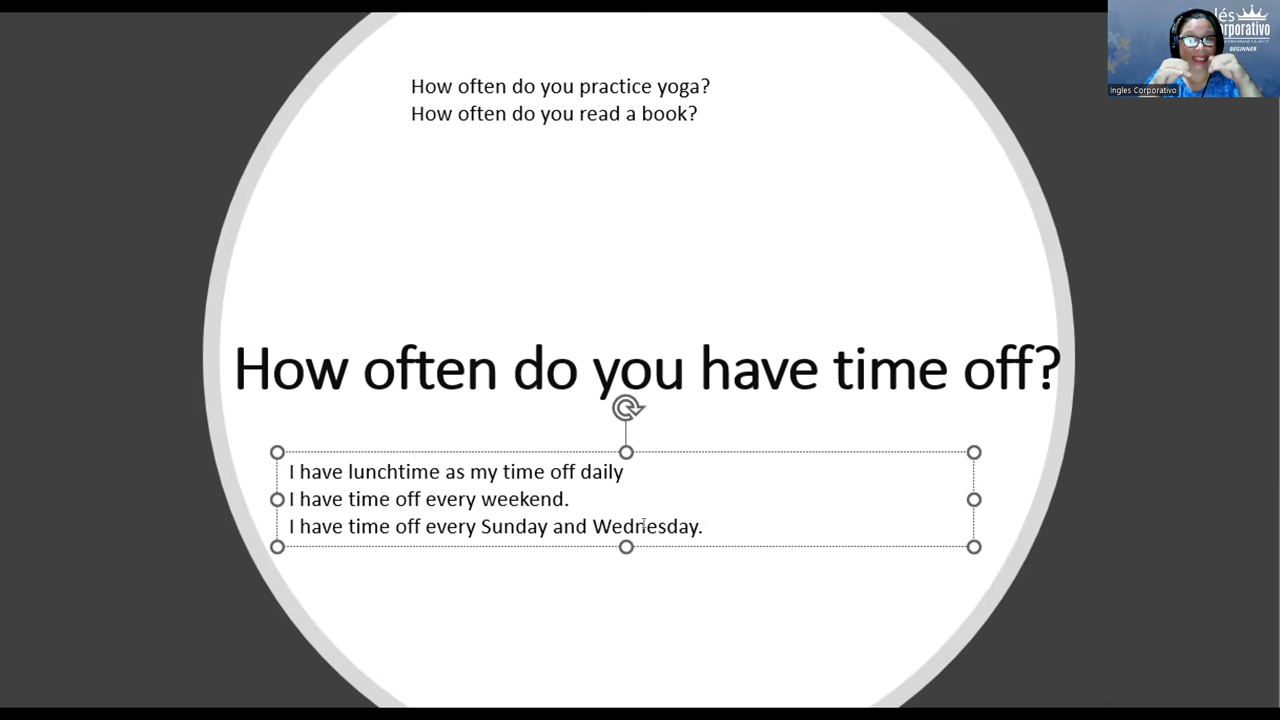 How often do you practice yoga?
How often do you read a book?
How often do you have time off?
I have lunchtime as my time off daily
I have time off every weekend.
I have time off every Sunday and Wednesday.
BEGINNER
Ingles Corporativo